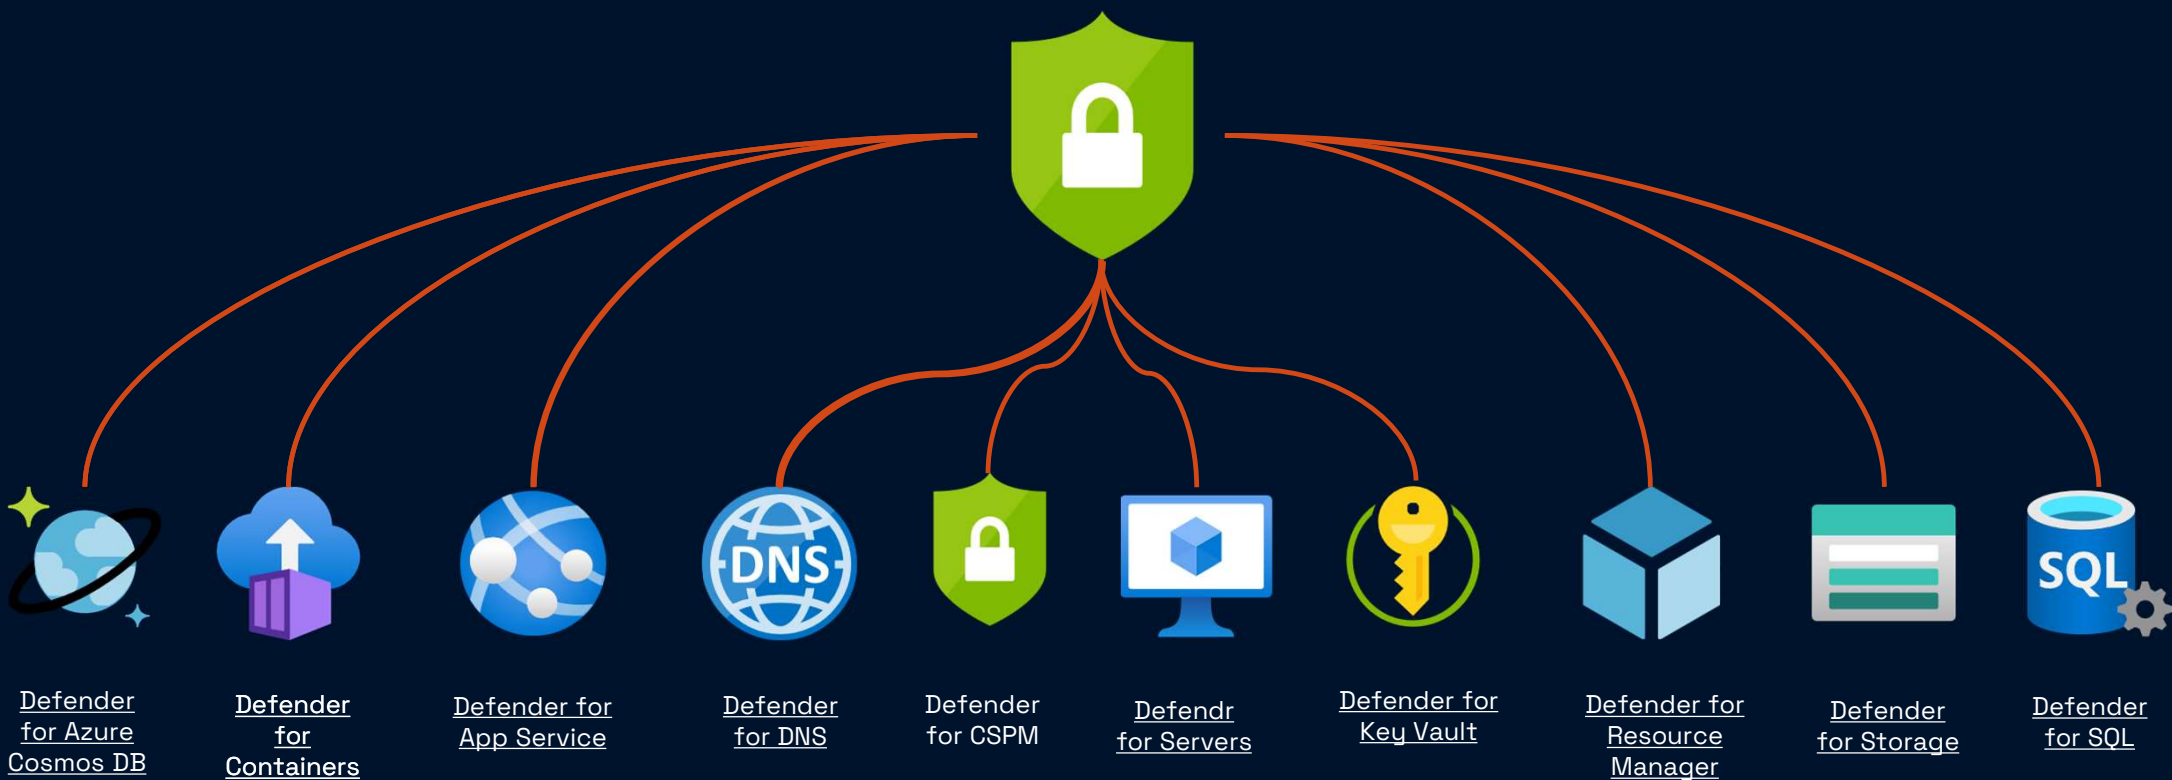 DNS
SQL
Defender
for Azure
Cosmos DB
Defender
for
Containers
Defender for
App Service
Defender
for DNS
Defender
for CSPM
Defendr
for Servers
Defender for
Key Vault
Defender for
Resource
Manager
Defender
for Storage
Defender
for SQL